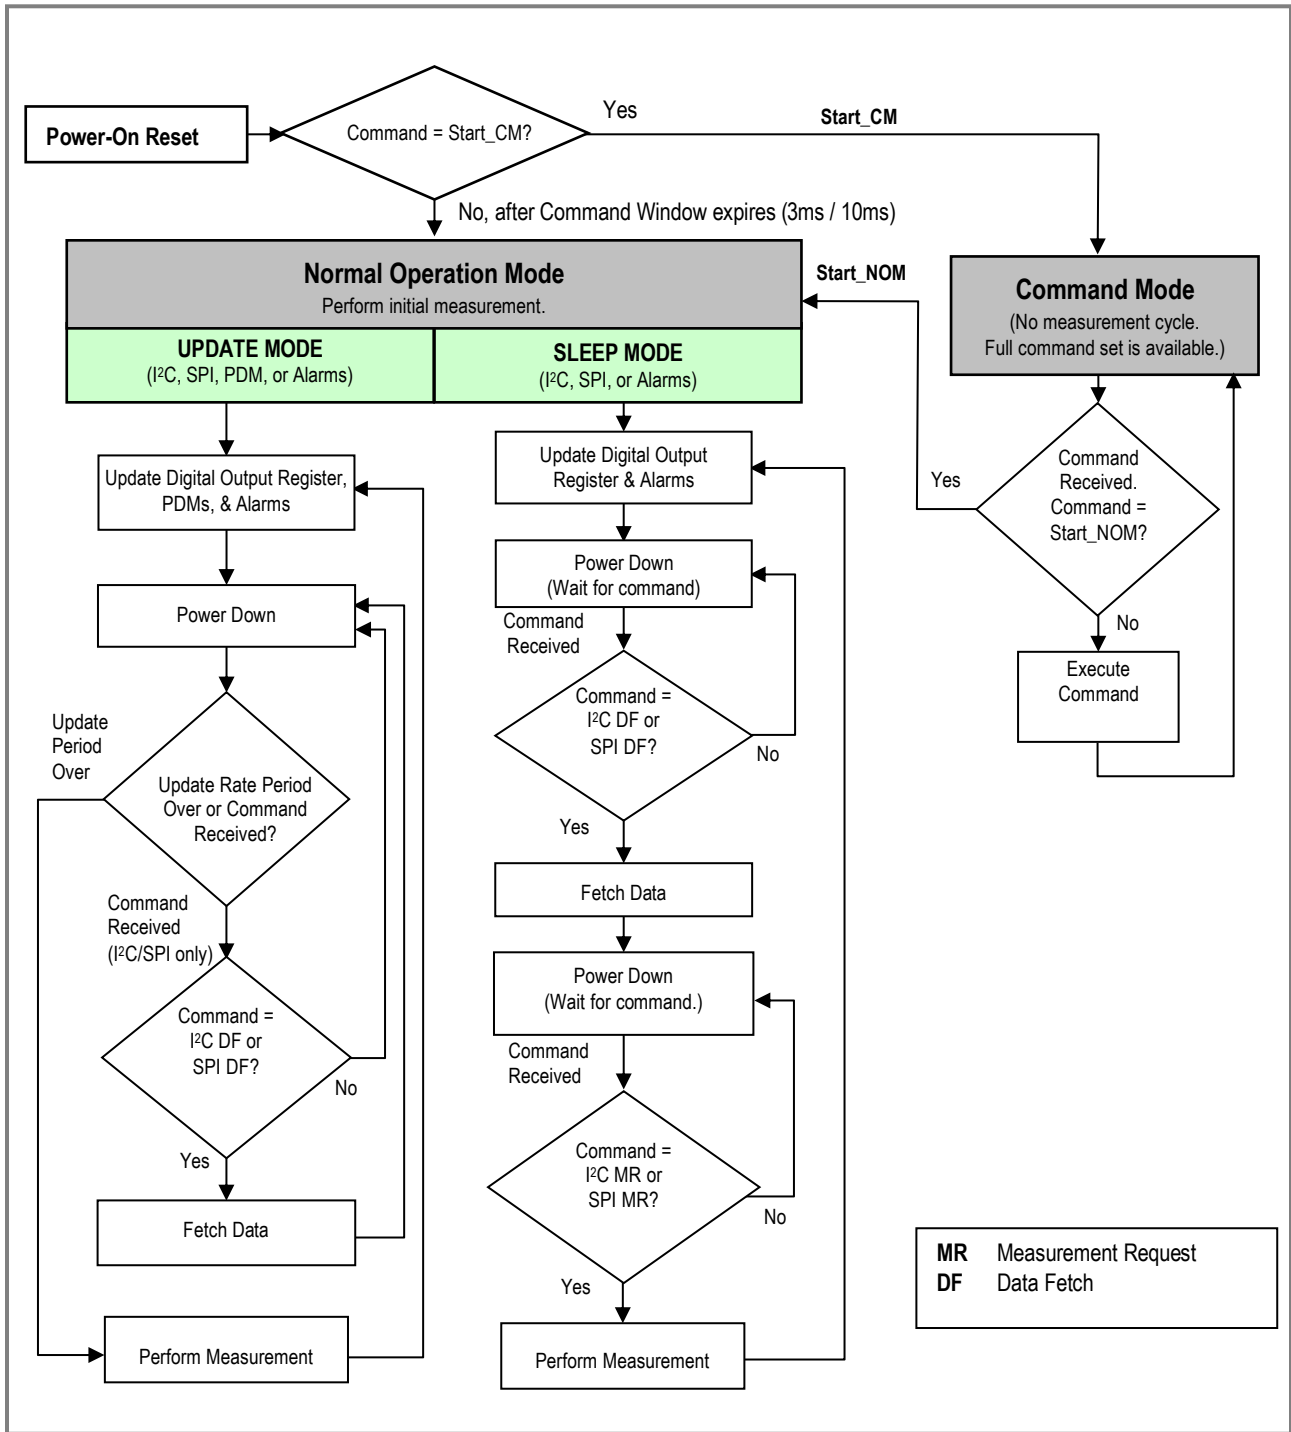 Power-On Reset
Command = Start_CM?
Yes
Start_CM
No, after Command Window expires (3ms / 10ms)
Normal Operation Mode
Perform initial measurement.
Start_NOM
Command Mode
(No measurement cycle.
Full command set is available.)
UPDATE MODE
(I²C, SPI, PDM, or Alarms)
SLEEP MODE
(I²C, SPI, or Alarms)
Update Digital Output Register,
PDMs, & Alarms
Power Down
Update
Period
Over
Update Rate Period
Over or Command
Received?
Command
Received
(I²C/SPI only)
Command =
I²C DF or
SPI DF?
No
Yes
Fetch Data
Perform Measurement
Update Digital Output
Register & Alarms
Power Down
(Wait for command)
Command
Received
Command =
I²C DF or
SPI DF?
No
Yes
Fetch Data
Power Down
(Wait for command.)
Command
Received
Command =
I²C MR or
SPI MR?
No
Yes
Perform Measurement
Command
Received.
Command =
Start_NOM?
Yes
No
Execute
Command
MR Measurement Request
DF Data Fetch